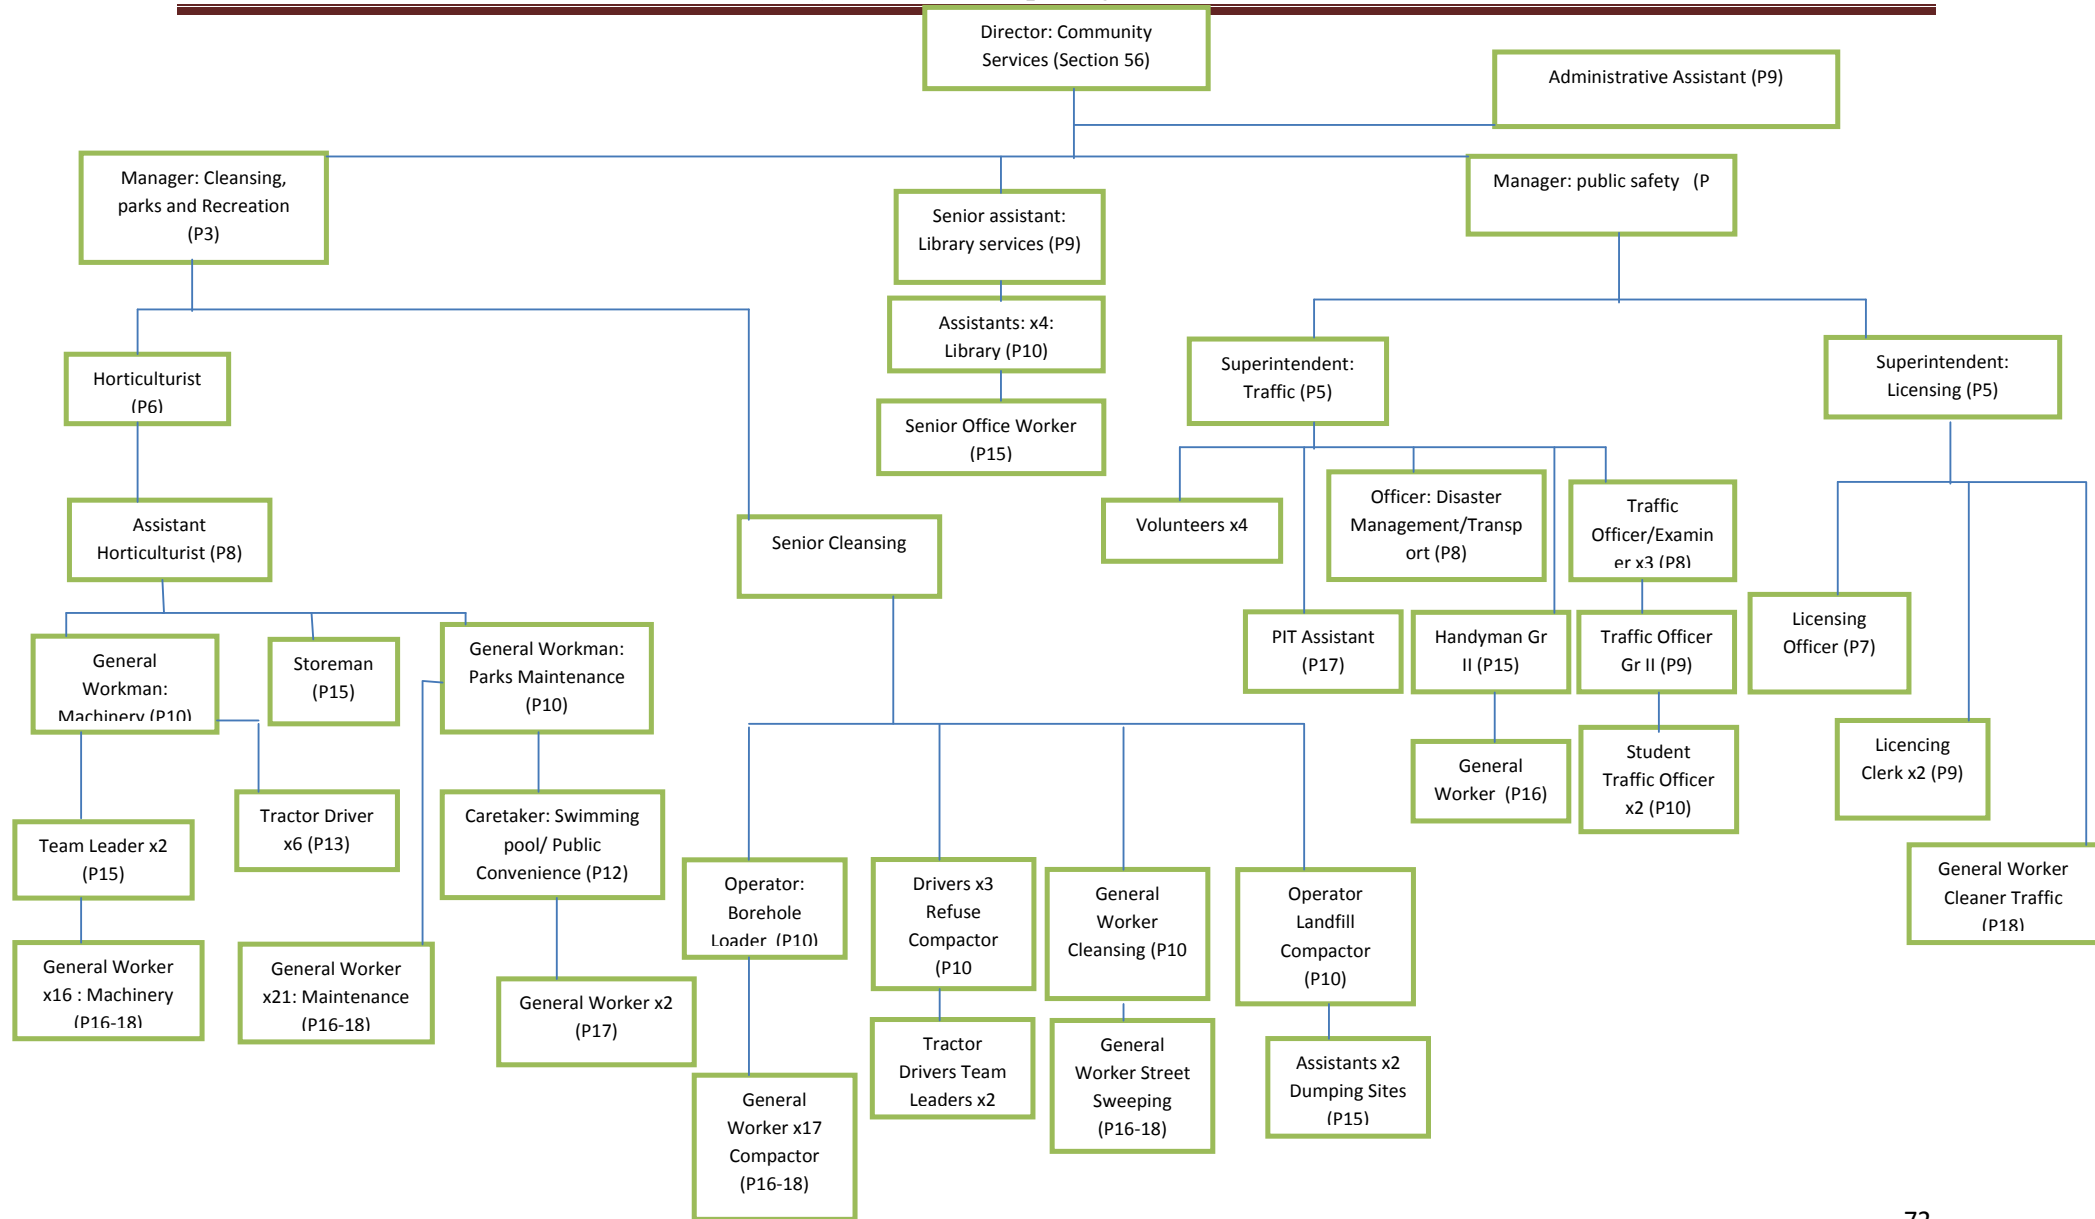 Director: Community
Services (Section 56)
Administrative Assistant (P9)
Manager: Cleansing,
parks and Recreation
(P3)
Senior assistant:
Library services (P9)
Manager: public safety   (P
Assistants: x4:
Library (P10)
Senior Office Worker
(P15)
Horticulturist
(P6)
Superintendent:
Traffic (P5)
Superintendent:
Licensing (P5)
Assistant
Horticulturist (P8)
Senior Cleansing
Volunteers x4
Officer: Disaster
Management/Transp
ort (P8)
Traffic
Officer/Examin
er x3 (P8)
General
Workman:
Machinery (P10)
Storeman
(P15)
General Workman:
Parks Maintenance
(P10)
PIT Assistant
(P17)
Handyman Gr
II (P15)
Traffic Officer
Gr II (P9)
Licensing
Officer (P7)
General
Worker  (P16)
Student
Traffic Officer
x2 (P10)
Licencing
Clerk x2 (P9)
Team Leader x2
(P15)
Tractor Driver
x6 (P13)
Caretaker: Swimming
pool/ Public
Convenience (P12)
Operator:
Borehole
Loader  (P10)
Drivers x3
Refuse
Compactor
(P10
General
Worker
Cleansing (P10
Operator
Landfill
Compactor
(P10)
General Worker
Cleaner Traffic
(P18)
General Worker
x16 : Machinery
(P16-18)
General Worker
x21: Maintenance
(P16-18)
General Worker x2
(P17)
General
Worker x17
Compactor
(P16-18)
Tractor
Drivers Team
Leaders x2
General
Worker Street
Sweeping
(P16-18)
Assistants x2
Dumping Sites
(P15)
72